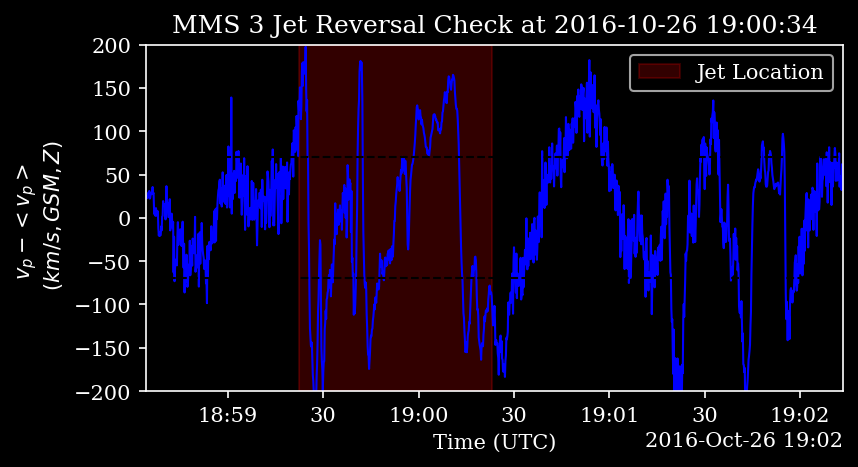 MMS 3 Jet Reversal Check at 2016-10-26 19:00:34
Jet Location
v_p − <v_p>
(km/s, GSM, Z)
200
150
100
50
0
−50
−100
−150
−200
18:59 30 19:00 30 19:01 30 19:02
Time (UTC)
2016-Oct-26 19:02